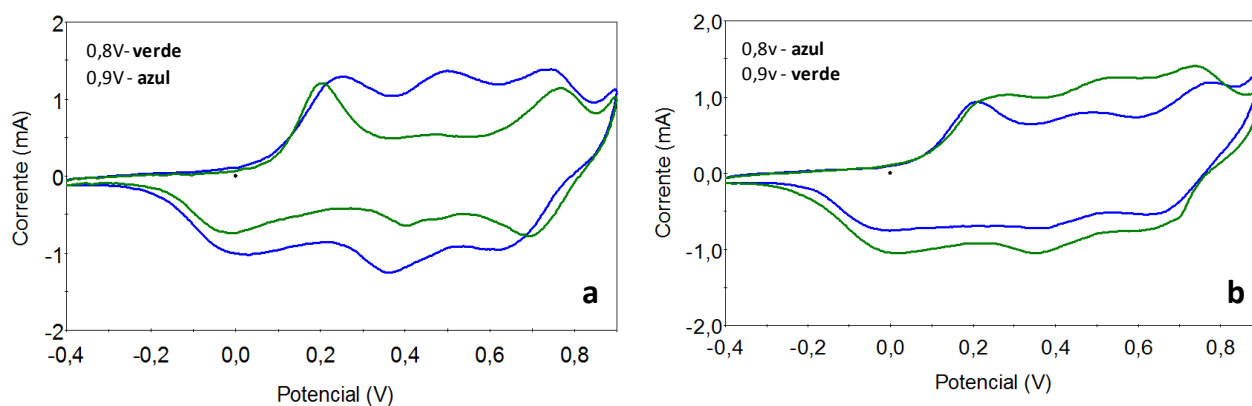 2
0,8V- verde
0,9V - azul
1
0
-1
-2
Corrente (mA)
a
-0,4 -0,2 0,0 0,2 0,4 0,6 0,8
Potencial (V)
2,0
0,8v - azul
0,9v - verde
1,0
0,0
-1,0
-2,0
Corrente (mA)
b
-0,4 -0,2 0,0 0,2 0,4 0,6 0,8
Potencial (V)